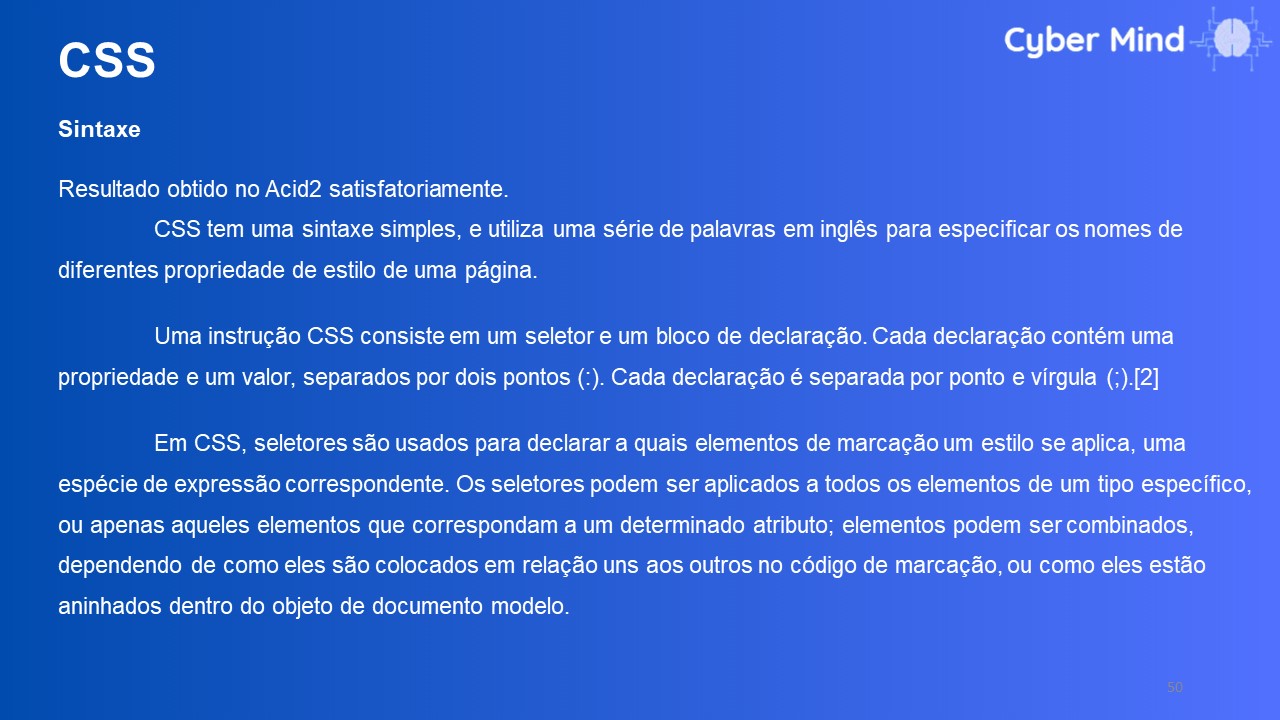 CSS
Cyber Mind
Sintaxe
Resultado obtido no Acid2 satisfatoriamente.
CSS tem uma sintaxe simples, e utiliza uma série de palavras em inglês para especificar os nomes de
diferentes propriedade de estilo de uma página.
Uma instrução CSS consiste em um seletor e um bloco de declaração. Cada declaração contém uma
propriedade e um valor, separados por dois pontos (:). Cada declaração é separada por ponto e vírgula (;).[2]
Em CSS, seletores são usados para declarar a quais elementos de marcação um estilo se aplica, uma
espécie de expressão correspondente. Os seletores podem ser aplicados a todos os elementos de um tipo específico,
ou apenas aqueles elementos que correspondam a um determinado atributo; elementos podem ser combinados,
dependendo de como eles são colocados em relação uns aos outros no código de marcação, ou como eles estão
aninhados dentro do objeto de documento modelo.
50